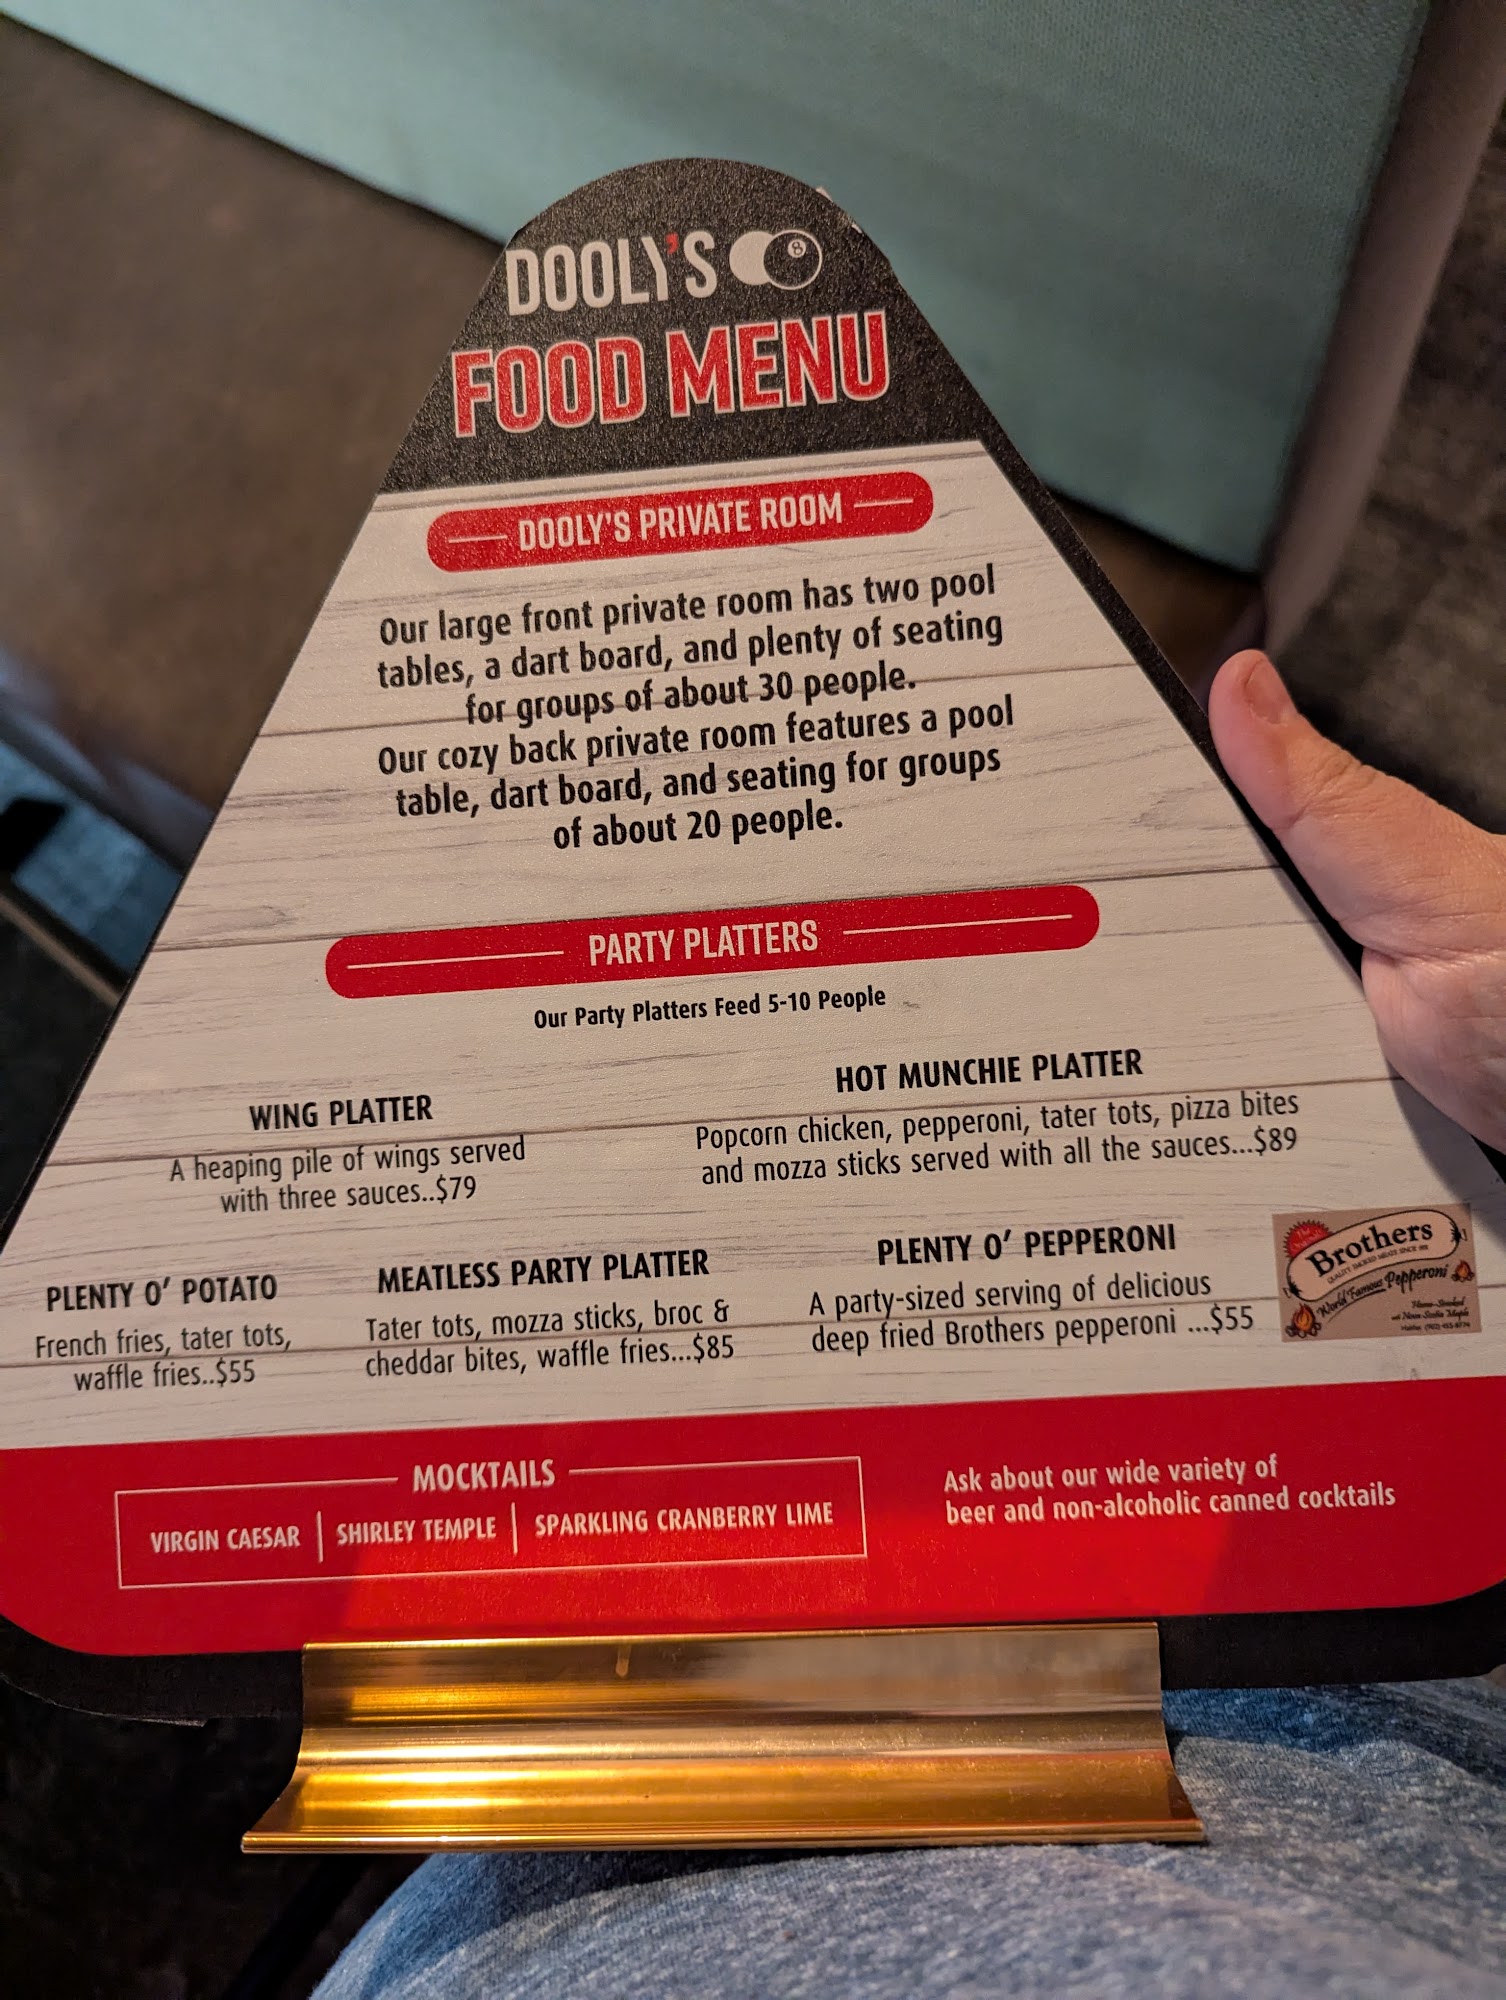 DOOLY'S
8
FOOD MENU
DOOLY'S PRIVATE ROOM
Our large front private room has two pool
tables, a dart board, and plenty of seating
for groups of about 30 people.
Our cozy back private room features a pool
table, dart board, and seating for groups
of about 20 people.
PARTY PLATTERS
Our Party Platters Feed 5-10 People
WING PLATTER
A heaping pile of wings served
with three sauces..$79
HOT MUNCHIE PLATTER
Popcorn chicken, pepperoni, tater tots, pizza bites
and mozza sticks served with all the sauces...$89
PLENTY O' POTATO
French fries, tater tots,
waffle fries..$55
MEATLESS PARTY PLATTER
Tater tots, mozza sticks, broc &
cheddar bites, waffle fries...$85
PLENTY O' PEPPERONI
A party-sized serving of delicious
deep fried Brothers pepperoni ...$55
Brothers
QUALITY SMOKED MEATS SINCE
World Famous Pepperoni
MOCKTAILS
VIRGIN CAESAR | SHIRLEY TEMPLE | SPARKLING CRANBERRY LIME
Ask about our wide variety of
beer and non-alcoholic canned cocktails